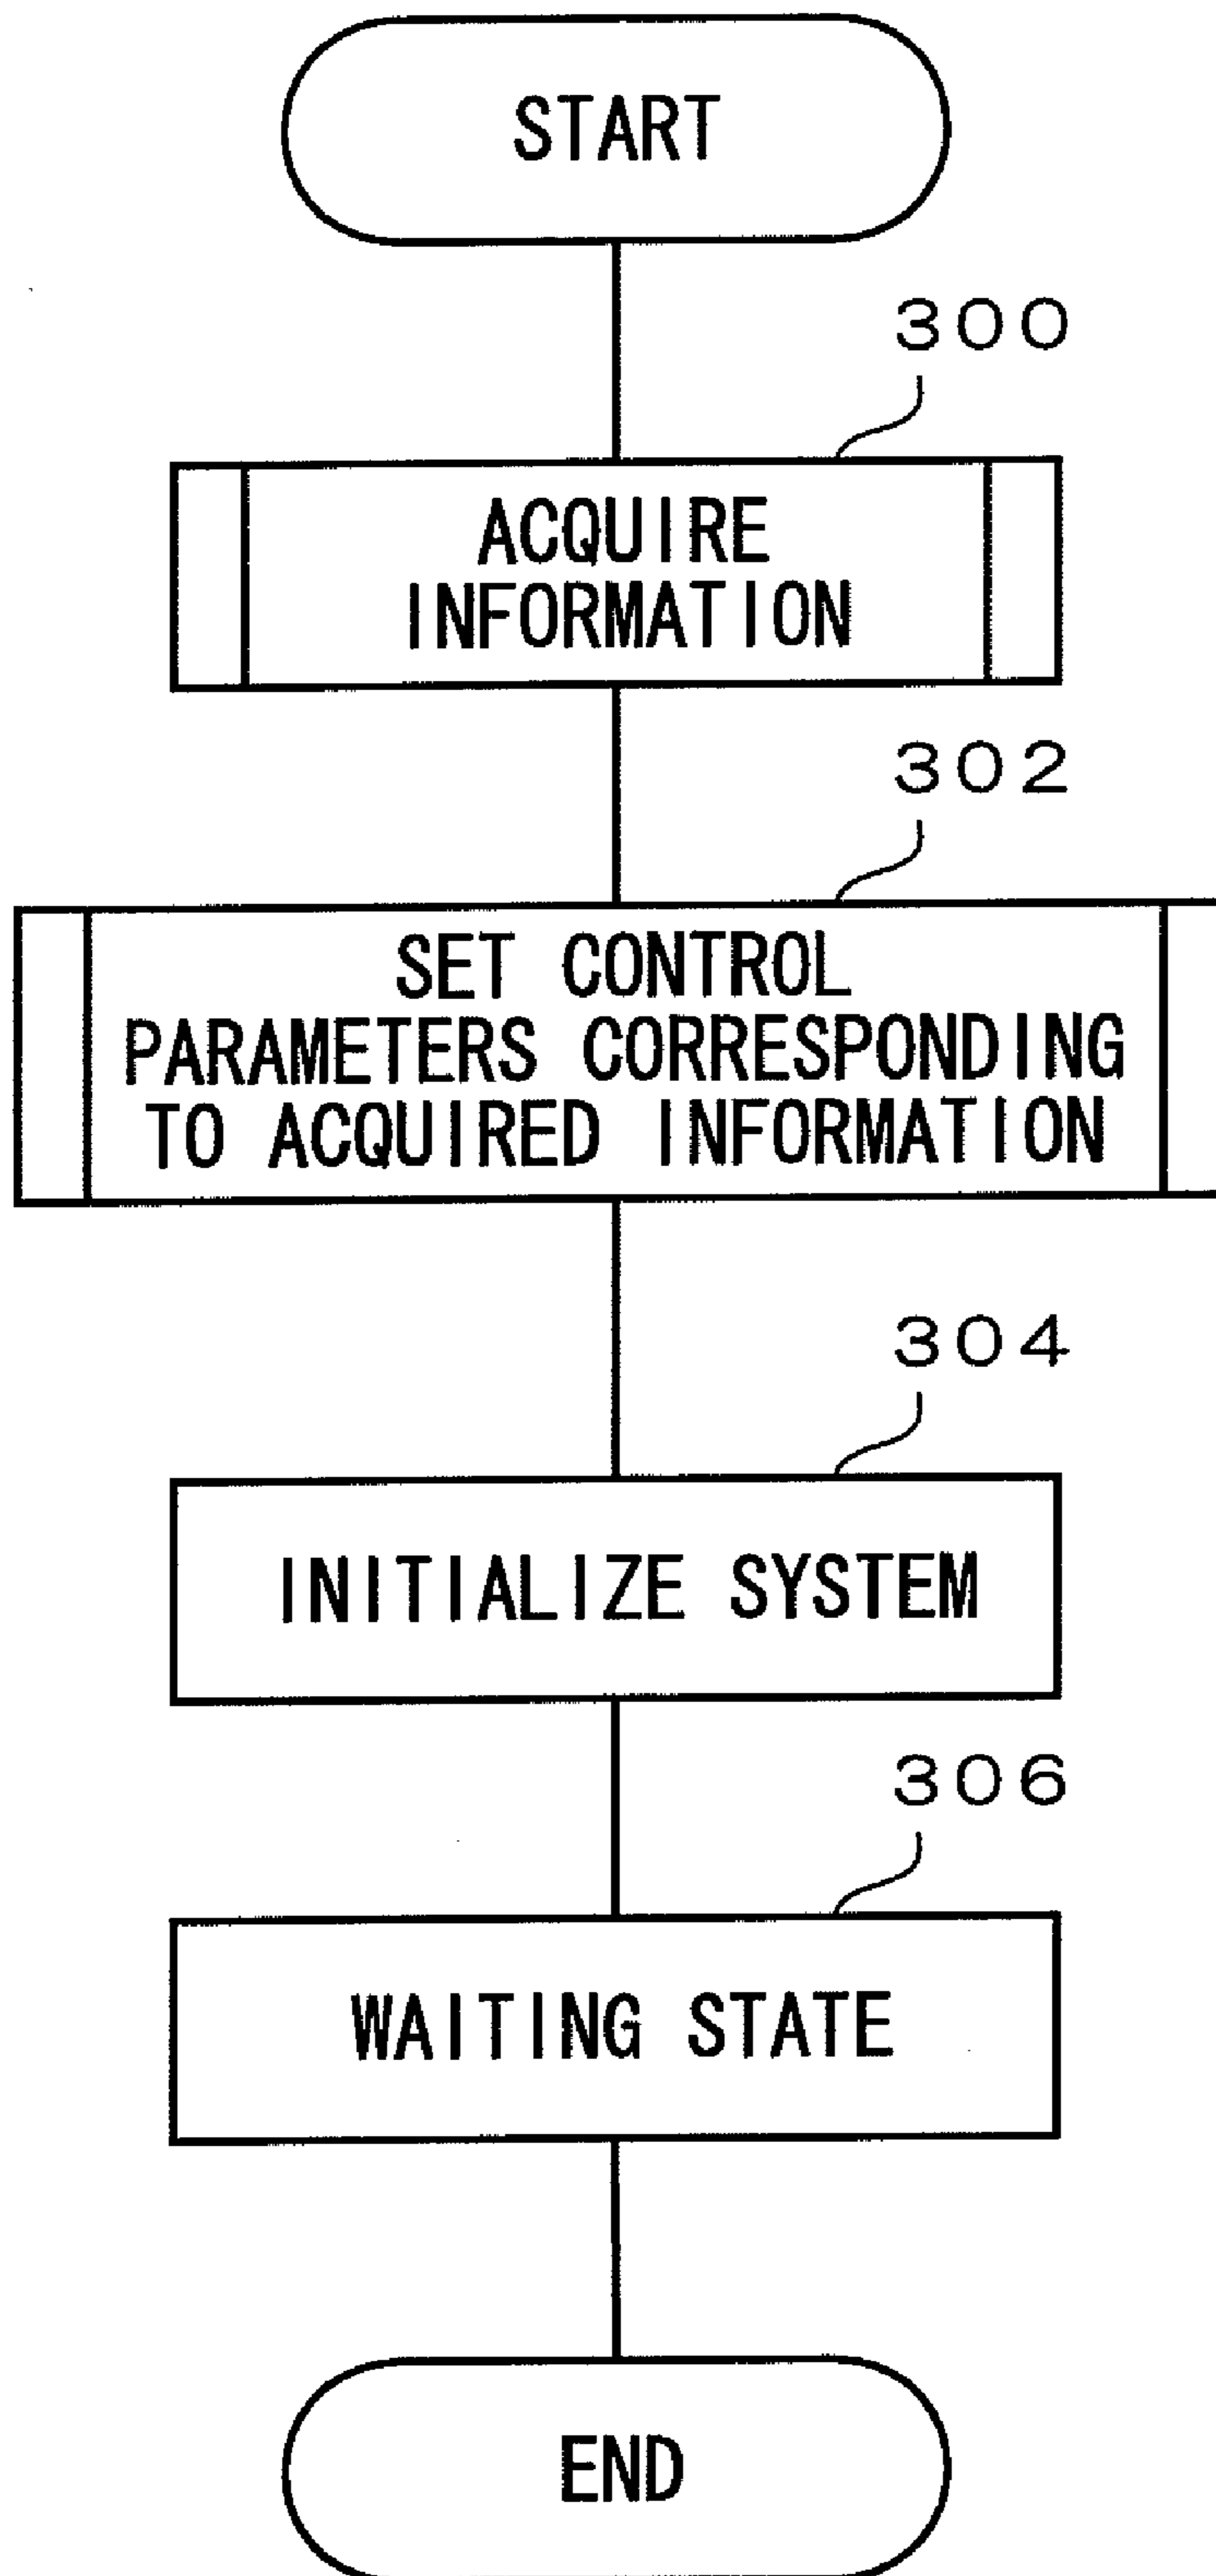 START
300
ACQUIRE
INFORMATION
302
SET CONTROL
PARAMETERS CORRESPONDING
TO ACQUIRED INFORMATION
304
INITIALIZE SYSTEM
306
WAITING STATE
END